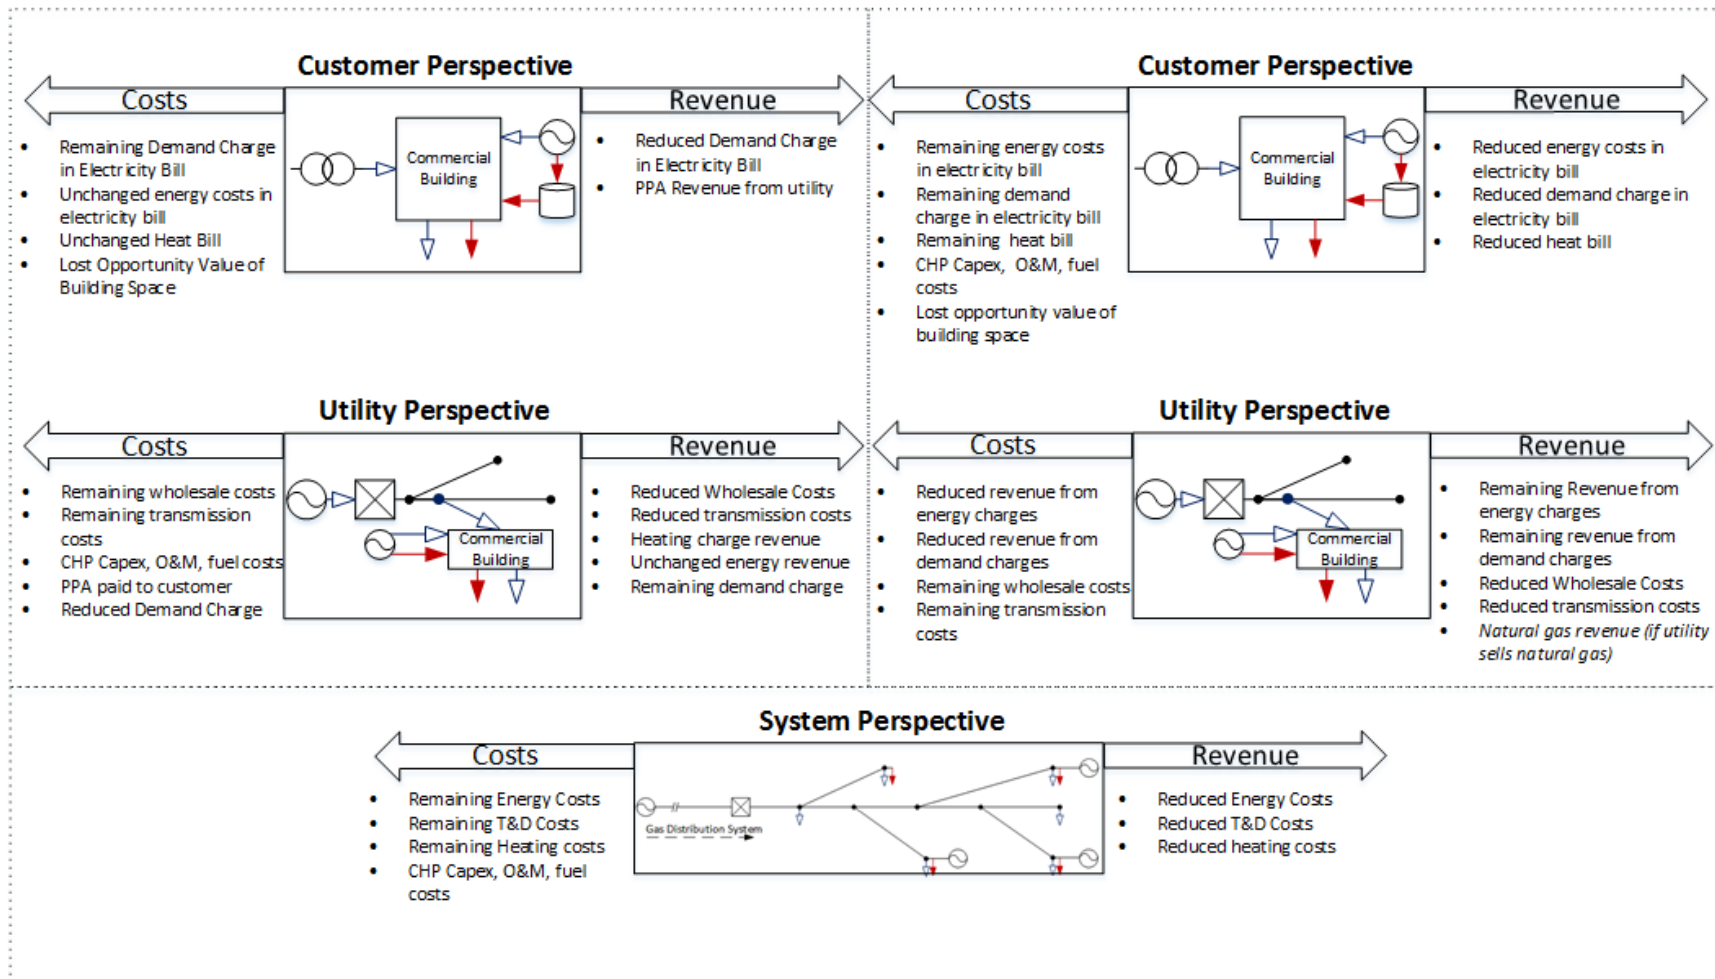 Customer Perspective
Costs
Revenue
• Remaining Demand Charge
in Electricity Bill
• Unchanged energy costs in
electricity bill
• Unchanged Heat Bill
• Lost Opportunity Value of
Building Space
Commercial
Building
• Reduced Demand Charge
in Electricity Bill
• PPA Revenue from utility
Customer Perspective
Costs
Revenue
• Remaining energy costs
in electricity bill
• Remaining demand
charge in electricity bill
• Remaining heat bill
• CHP Capex, O&M, fuel
costs
• Lost opportunity value of
building space
Commercial
Building
• Reduced energy costs in
electricity bill
• Reduced demand charge in
electricity bill
• Reduced heat bill
Utility Perspective
Costs
Revenue
• Remaining wholesale costs
• Remaining transmission
costs
• CHP Capex, O&M, fuel costs
• PPA paid to customer
• Reduced Demand Charge
Commercial
Building
• Reduced Wholesale Costs
• Reduced transmission costs
• Heating charge revenue
• Unchanged energy revenue
• Remaining demand charge
Utility Perspective
Costs
Revenue
• Reduced revenue from
energy charges
• Reduced revenue from
demand charges
• Remaining wholesale costs
• Remaining transmission
costs
Commercial
Building
• Remaining Revenue from
energy charges
• Remaining revenue from
demand charges
• Reduced Wholesale Costs
• Reduced transmission costs
• Natural gas revenue (if utility
sells natural gas)
System Perspective
Costs
Revenue
• Remaining Energy Costs
• Remaining T&D Costs
• Remaining Heating costs
• CHP Capex, O&M, fuel
costs
Gas Distribution System
• Reduced Energy Costs
• Reduced T&D Costs
• Reduced heating costs